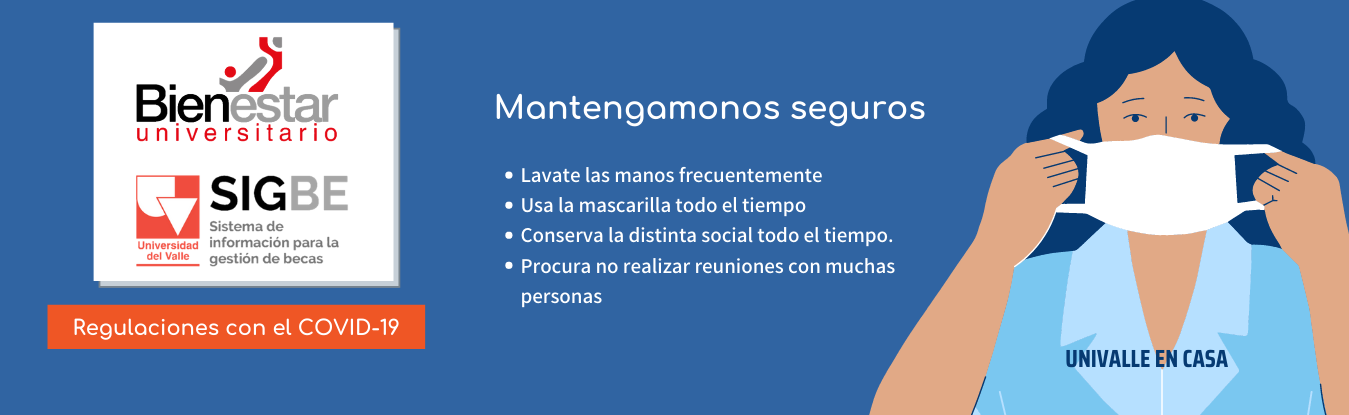 Bienestar
universitario
SIGBE
Universidad
del Valle
Sistema de
información para la
gestión de becas
Regulaciones con el COVID-19
Mantengamonos seguros
Lavate las manos frecuentemente
Usa la mascarilla todo el tiempo
Conserva la distinta social todo el tiempo.
Procura no realizar reuniones con muchas
personas
UNIVALLE EN CASA